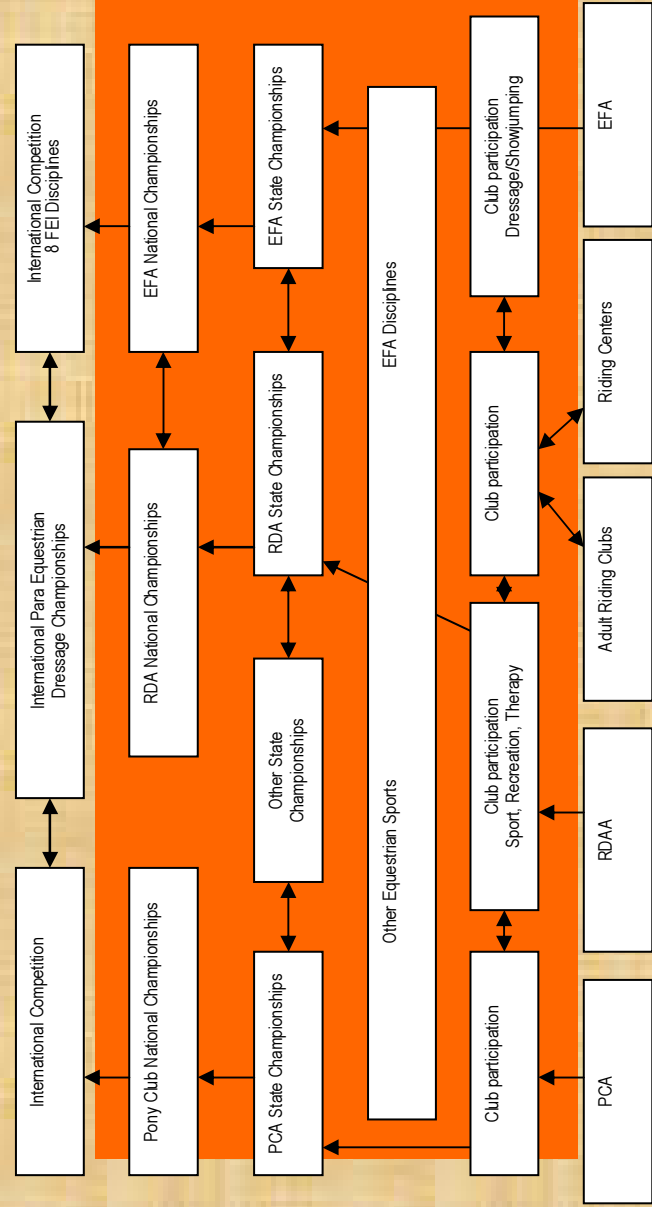 International Competition
International Para Equestrian
Dressage Championships
International Competition
8 FEI Disciplines
Pony Club National Championships
RDA National Championships
EFA National Championships
PCA State Championships
Other State
Championships
RDA State Championships
EFA State Championships
Other Equestrian Sports
EFA Disciplines
Club participation
Club participation
Sport, Recreation, Therapy
Club participation
Club participation
Dressage/Showjumping
PCA
RDAA
Adult Riding Clubs
Riding Centers
EFA